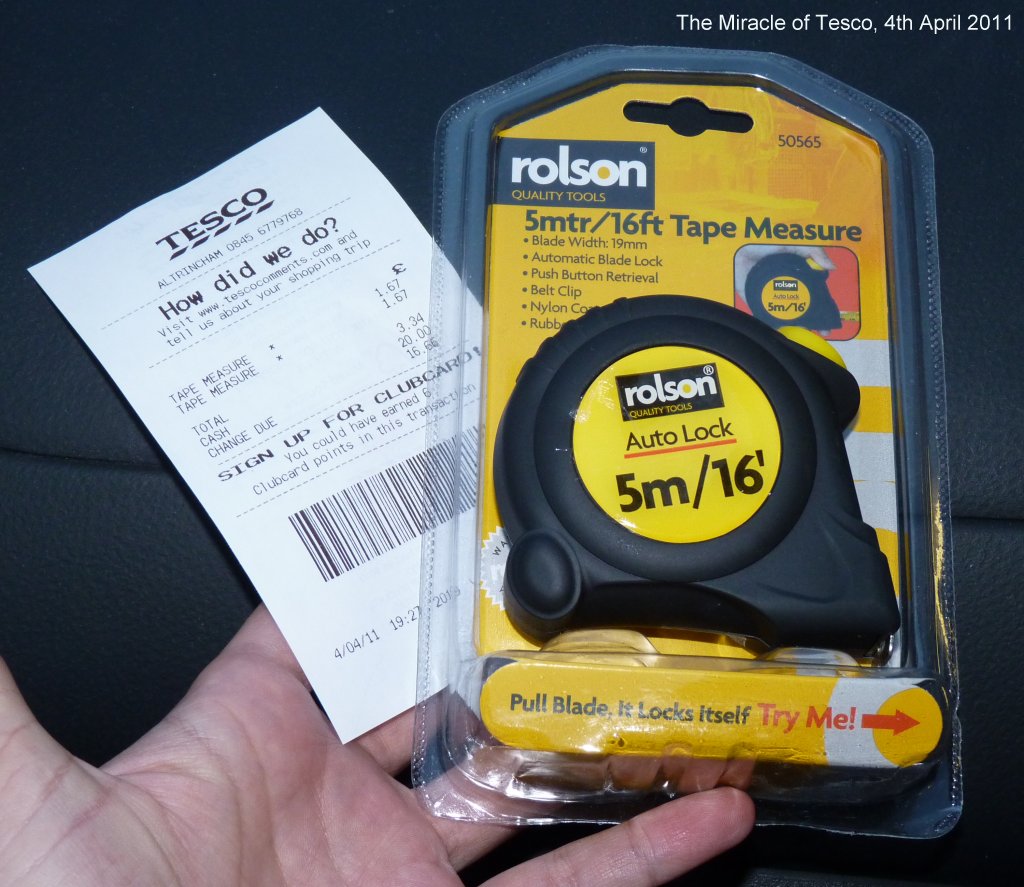 The Miracle of Tesco, 4th April 2011
TESCO
ALTRINCHAM 0845 6779768
How did we do?
Visit www.tescocomments.com and
tell us about your shopping trip
£
TAPE MEASURE * 1.67
TAPE MEASURE * 1.67
TOTAL 3.34
CASH 20.00
CHANGE DUE 16.66
SIGN UP FOR CLUBCARD!
You could have earned 6
Clubcard points in this transaction
4/04/11 19:27
50565
rolson®
QUALITY TOOLS
5mtr/16ft Tape Measure
• Blade Width: 19mm
• Automatic Blade Lock
• Push Button Retrieval
• Belt Clip
• Nylon
rolson
Auto Lock
5m/16'
rolson®
QUALITY TOOLS
Auto Lock
5m/16'
Pull Blade, It Locks itself Try Me!